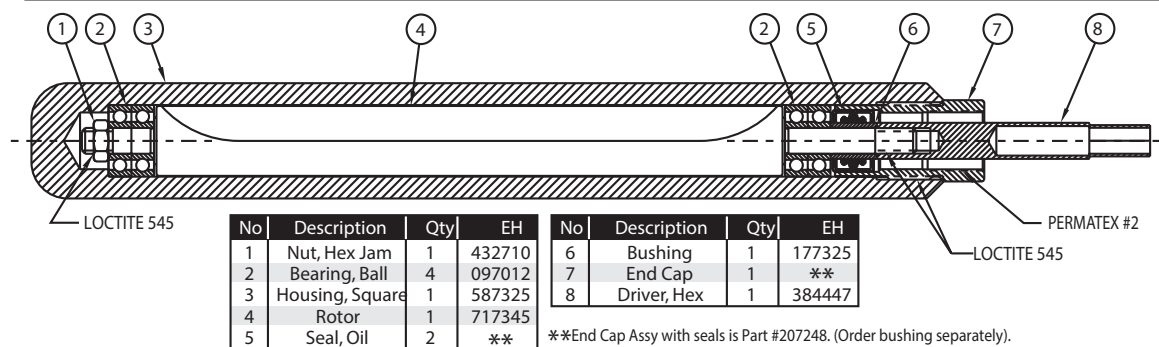 1 2 3 4 2 5 6 7 8
LOCTITE 545
PERMATEX #2
LOCTITE 545
No Description Qty EH
1 Nut, Hex Jam 1 432710
2 Bearing, Ball 4 097012
3 Housing, Square 1 587325
4 Rotor 1 717345
5 Seal, Oil 2 **
No Description Qty EH
6 Bushing 1 177325
7 End Cap 1 **
8 Driver, Hex 1 384447
**End Cap Assy with seals is Part #207248. (Order bushing separately).